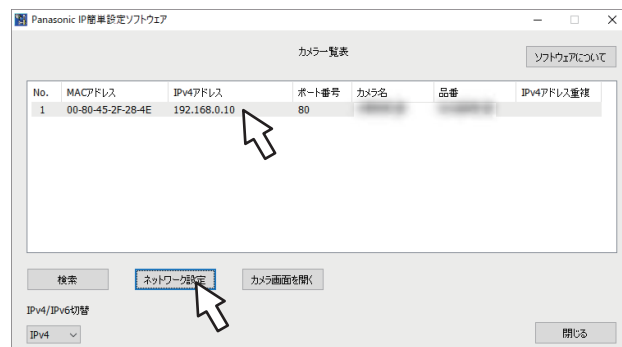 Panasonic IP簡単設定ソフトウェア
カメラ一覧表
ソフトウェアについて
No. MACアドレス IPv4アドレス ポート番号 カメラ名 品番 IPv4アドレス重複
1 00-80-45-2F-28-4E 192.168.0.10 80
検索 ネットワーク設定 カメラ画面を開く
IPv4/IPv6切替
IPv4 閉じる